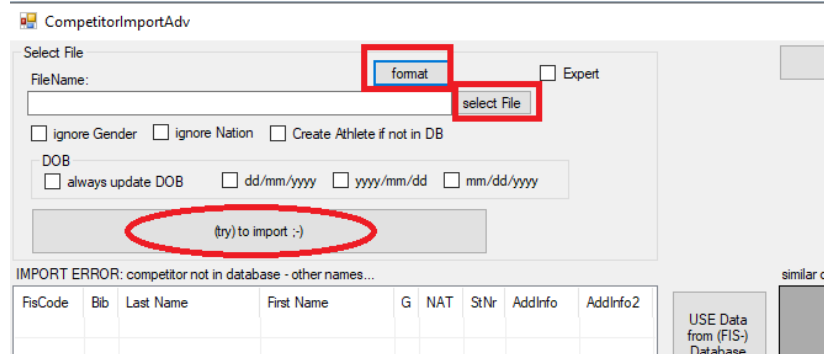 CompetitorImportAdv
Select File
format
Expert
FileName:
select File
ignore Gender ignore Nation Create Athlete if not in DB
DOB
always update DOB dd/mm/yyyy yyyy/mm/dd mm/dd/yyyy
(try) to import ;-)
IMPORT ERROR: competitor not in database - other names... similar
FisCode Bib Last Name First Name G NAT StNr AddInfo AddInfo2
USE Data
from (FIS-)
Database